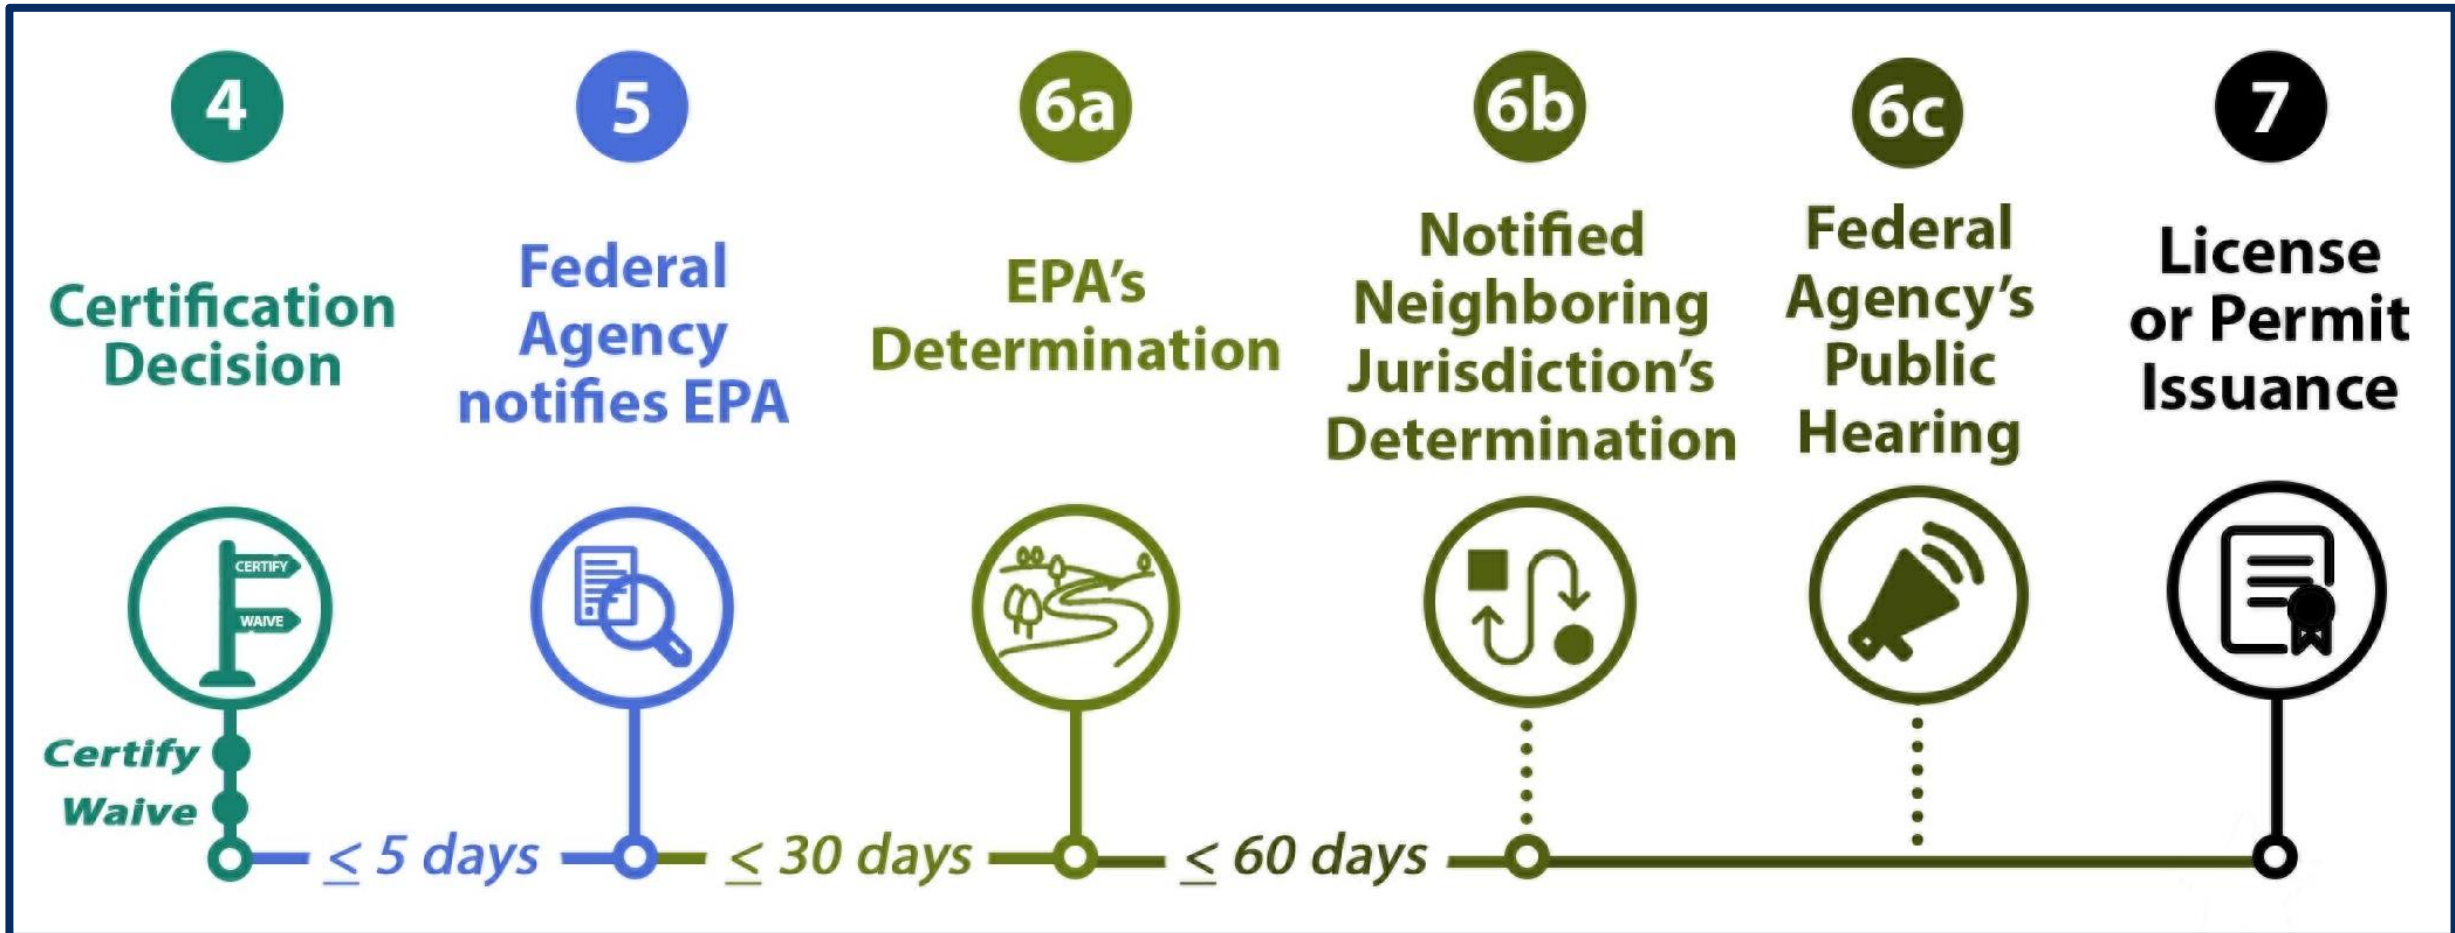 4
Certification
Decision
CERTIFY
WAIVE
Certify
Waive
≤ 5 days
5
Federal
Agency
notifies EPA
≤ 30 days
6a
EPA’s
Determination
≤ 60 days
6b
Notified
Neighboring
Jurisdiction’s
Determination
6c
Federal
Agency’s
Public
Hearing
7
License
or Permit
Issuance